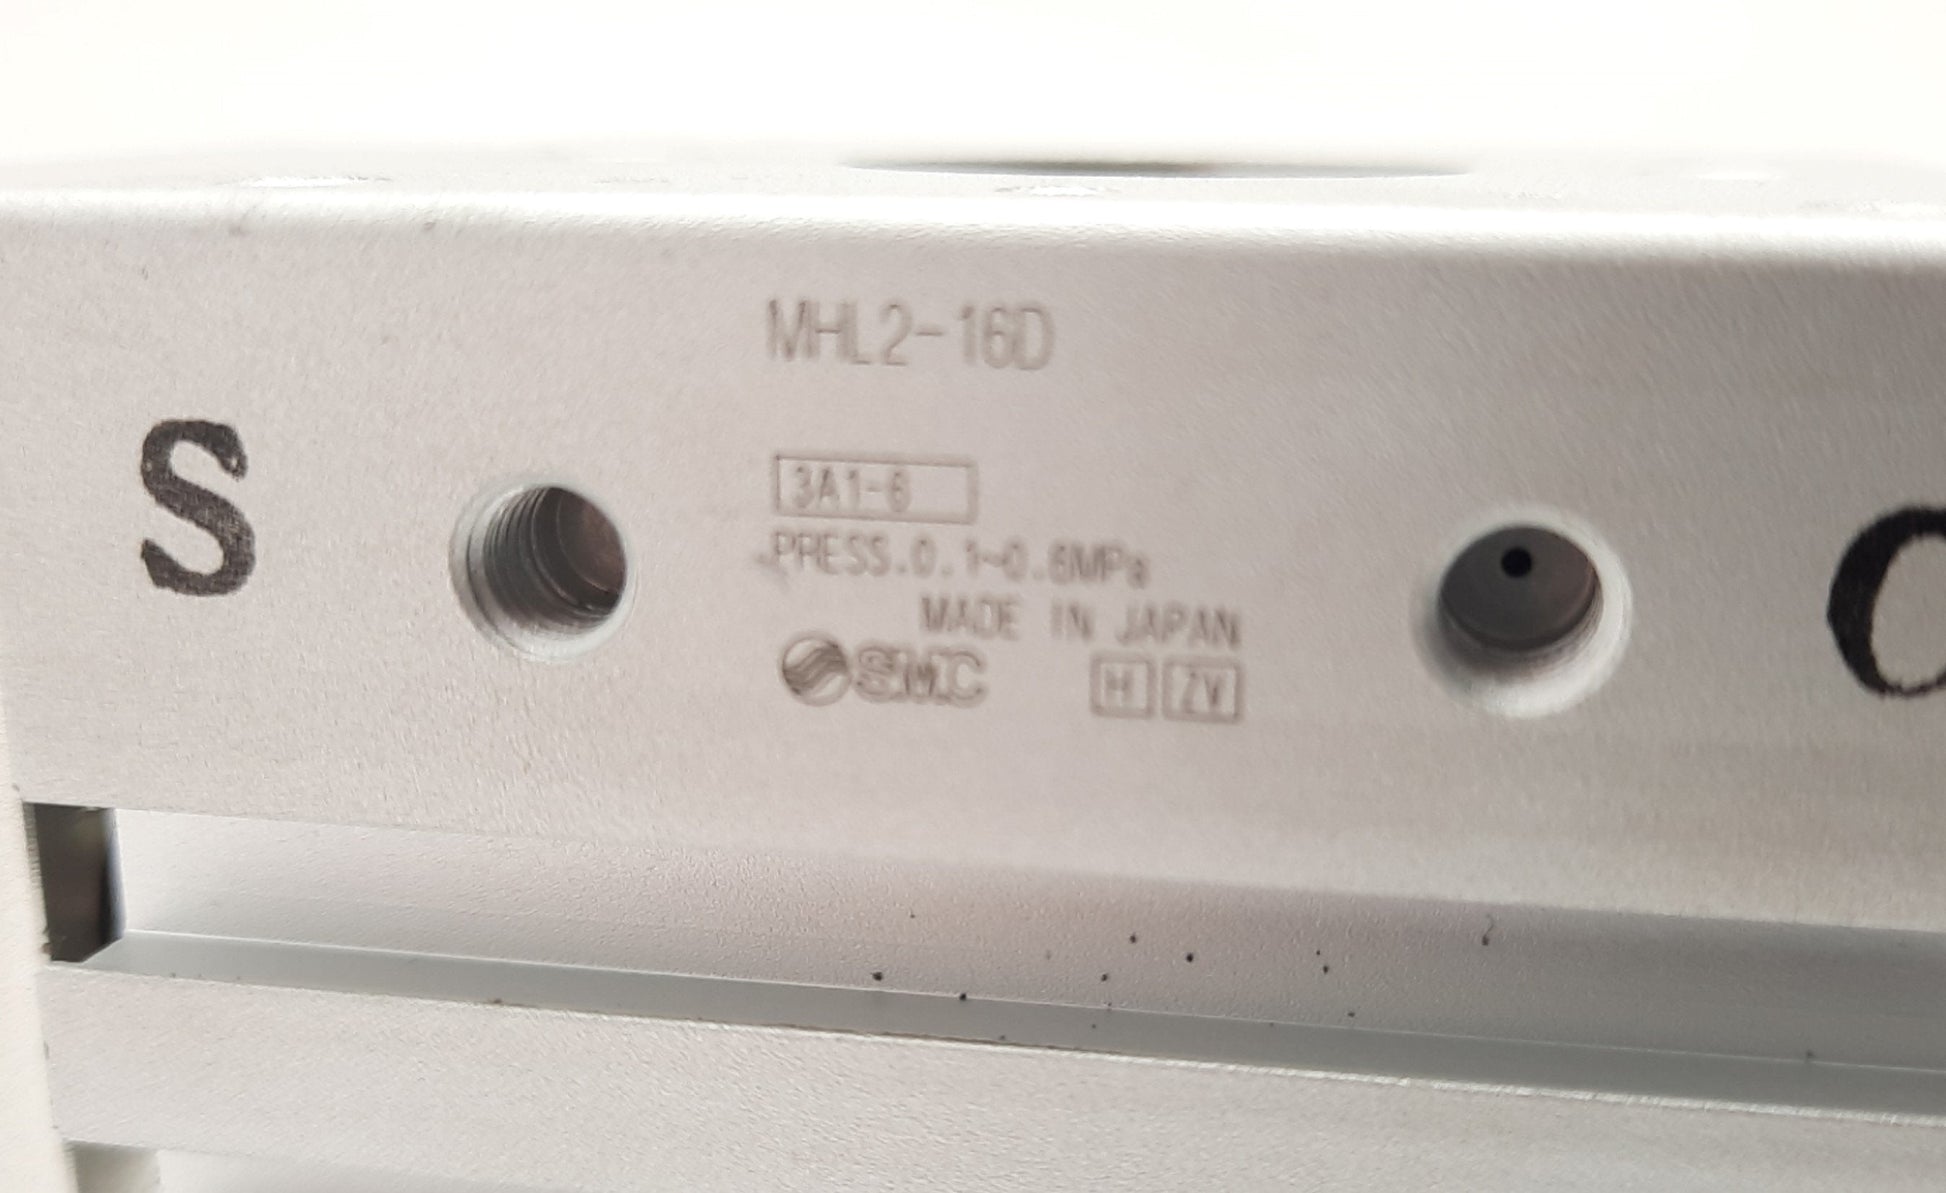 MHL2-16D
S
3A1-6
PRESS.0.1~0.6MPa
MADE IN JAPAN
SMC H ZV